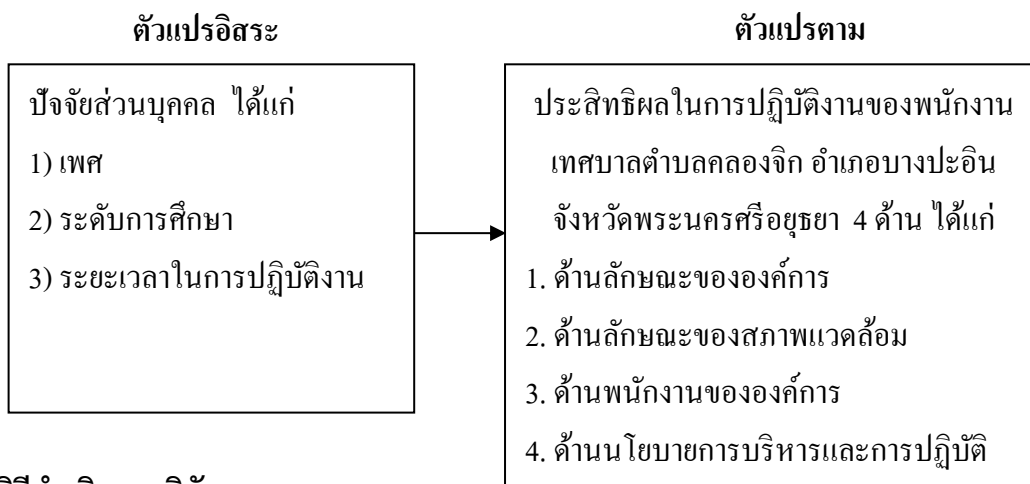 ตัวแปรอิสระ
ปัจจัยส่วนบุคคล ได้แก่
1) เพศ
2) ระดับการศึกษา
3) ระยะเวลาในการปฏิบัติงาน
ตัวแปรตาม
ประสิทธิผลในการปฏิบัติงานของพนักงาน
เทศบาลตำบลคลองจิก อำเภอบางปะอิน
จังหวัดพระนครศรีอยุธยา 4 ด้าน ได้แก่
1. ด้านลักษณะขององค์การ
2. ด้านลักษณะของสภาพแวดล้อม
3. ด้านพนักงานขององค์การ
4. ด้านนโยบายการบริหารและการปฏิบัติ